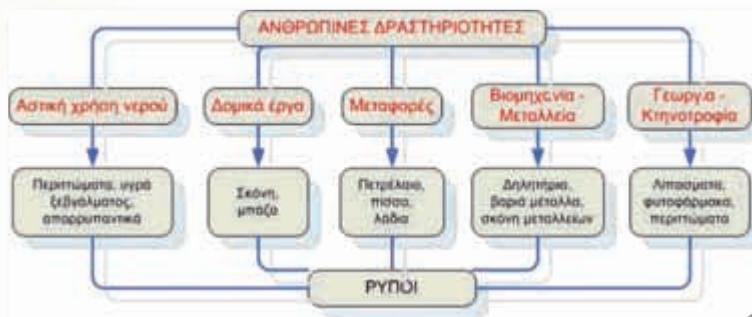 ΑΝΘΡΩΠΙΝΕΣ ΔΡΑΣΤΗΡΙΟΤΗΤΕΣ
Αστική χρήση νερού
Δομικά έργα
Μεταφορές
Βιομηχανία -
Μεταλλεία
Γεωργία -
Κτηνοτροφία
Περιττώματα, υγρά
ξεβγάλματος,
απορρυπαντικά
Σκόνη,
μπάζα
Πετρέλαιο,
πίσσα,
λάδια
Δηλητήρια,
βαριά μέταλλα,
σκόνη μεταλλείων
Λιπάσματα,
φυτοφάρμακα,
περιττώματα
ΡΥΠΟΙ